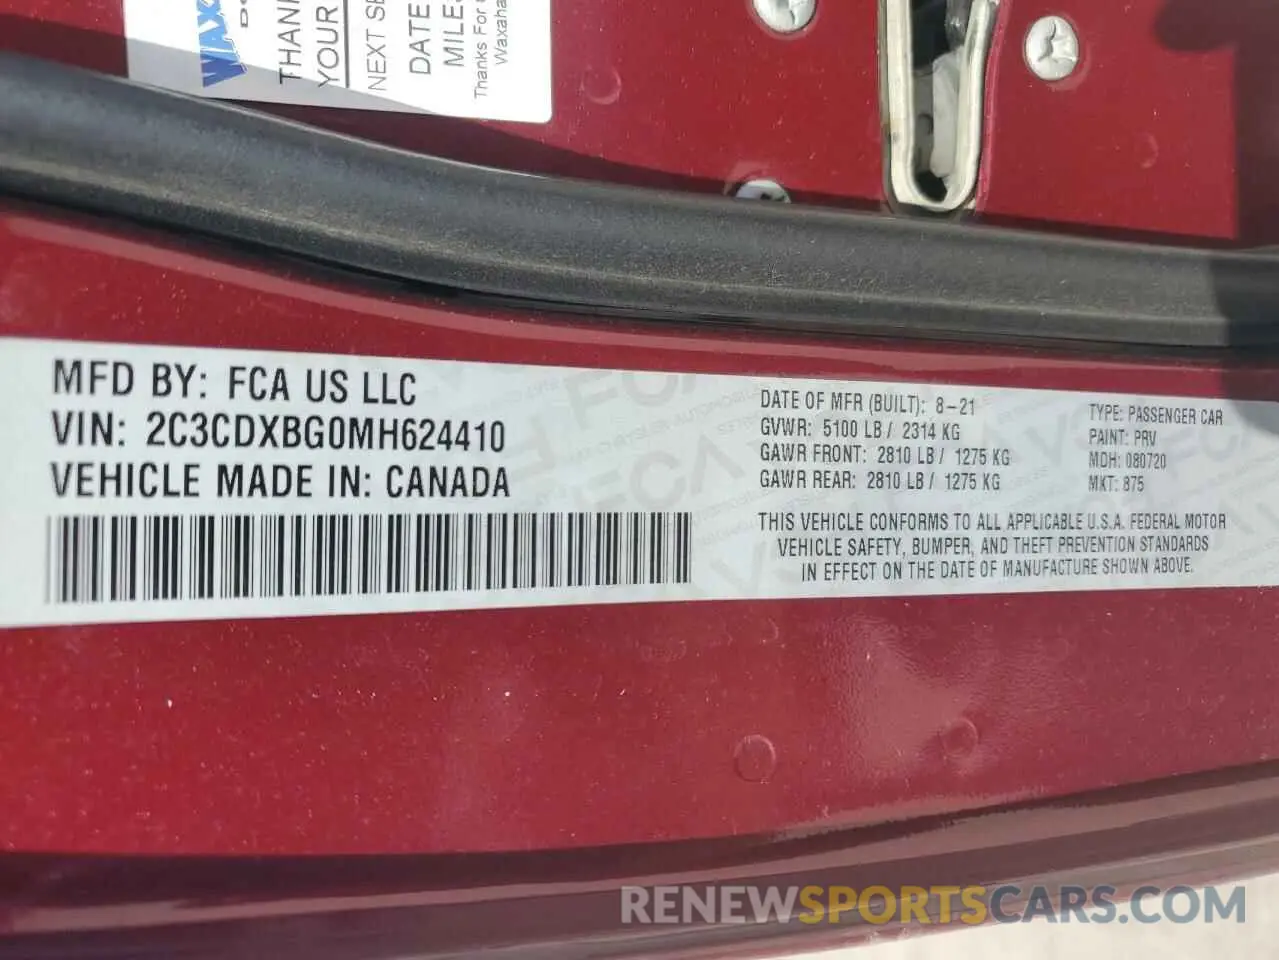 WAX
THAN
YOUR
NEXT SE
DATE
MILES
Thanks For
Waxaha
MFD BY: FCA US LLC
VIN: 2C3CDXBG0MH624410
VEHICLE MADE IN: CANADA
DATE OF MFR (BUILT): 8-21
GVWR: 5100 LB / 2314 KG
GAWR FRONT: 2810 LB / 1275 KG
GAWR REAR: 2810 LB / 1275 KG
TYPE: PASSENGER CAR
PAINT: PRV
MDH: 080720
MKT: 875
THIS VEHICLE CONFORMS TO ALL APPLICABLE U.S.A. FEDERAL MOTOR
VEHICLE SAFETY, BUMPER, AND THEFT PREVENTION STANDARDS
IN EFFECT ON THE DATE OF MANUFACTURE SHOWN ABOVE.
RENEWSPORTSCARS.COM